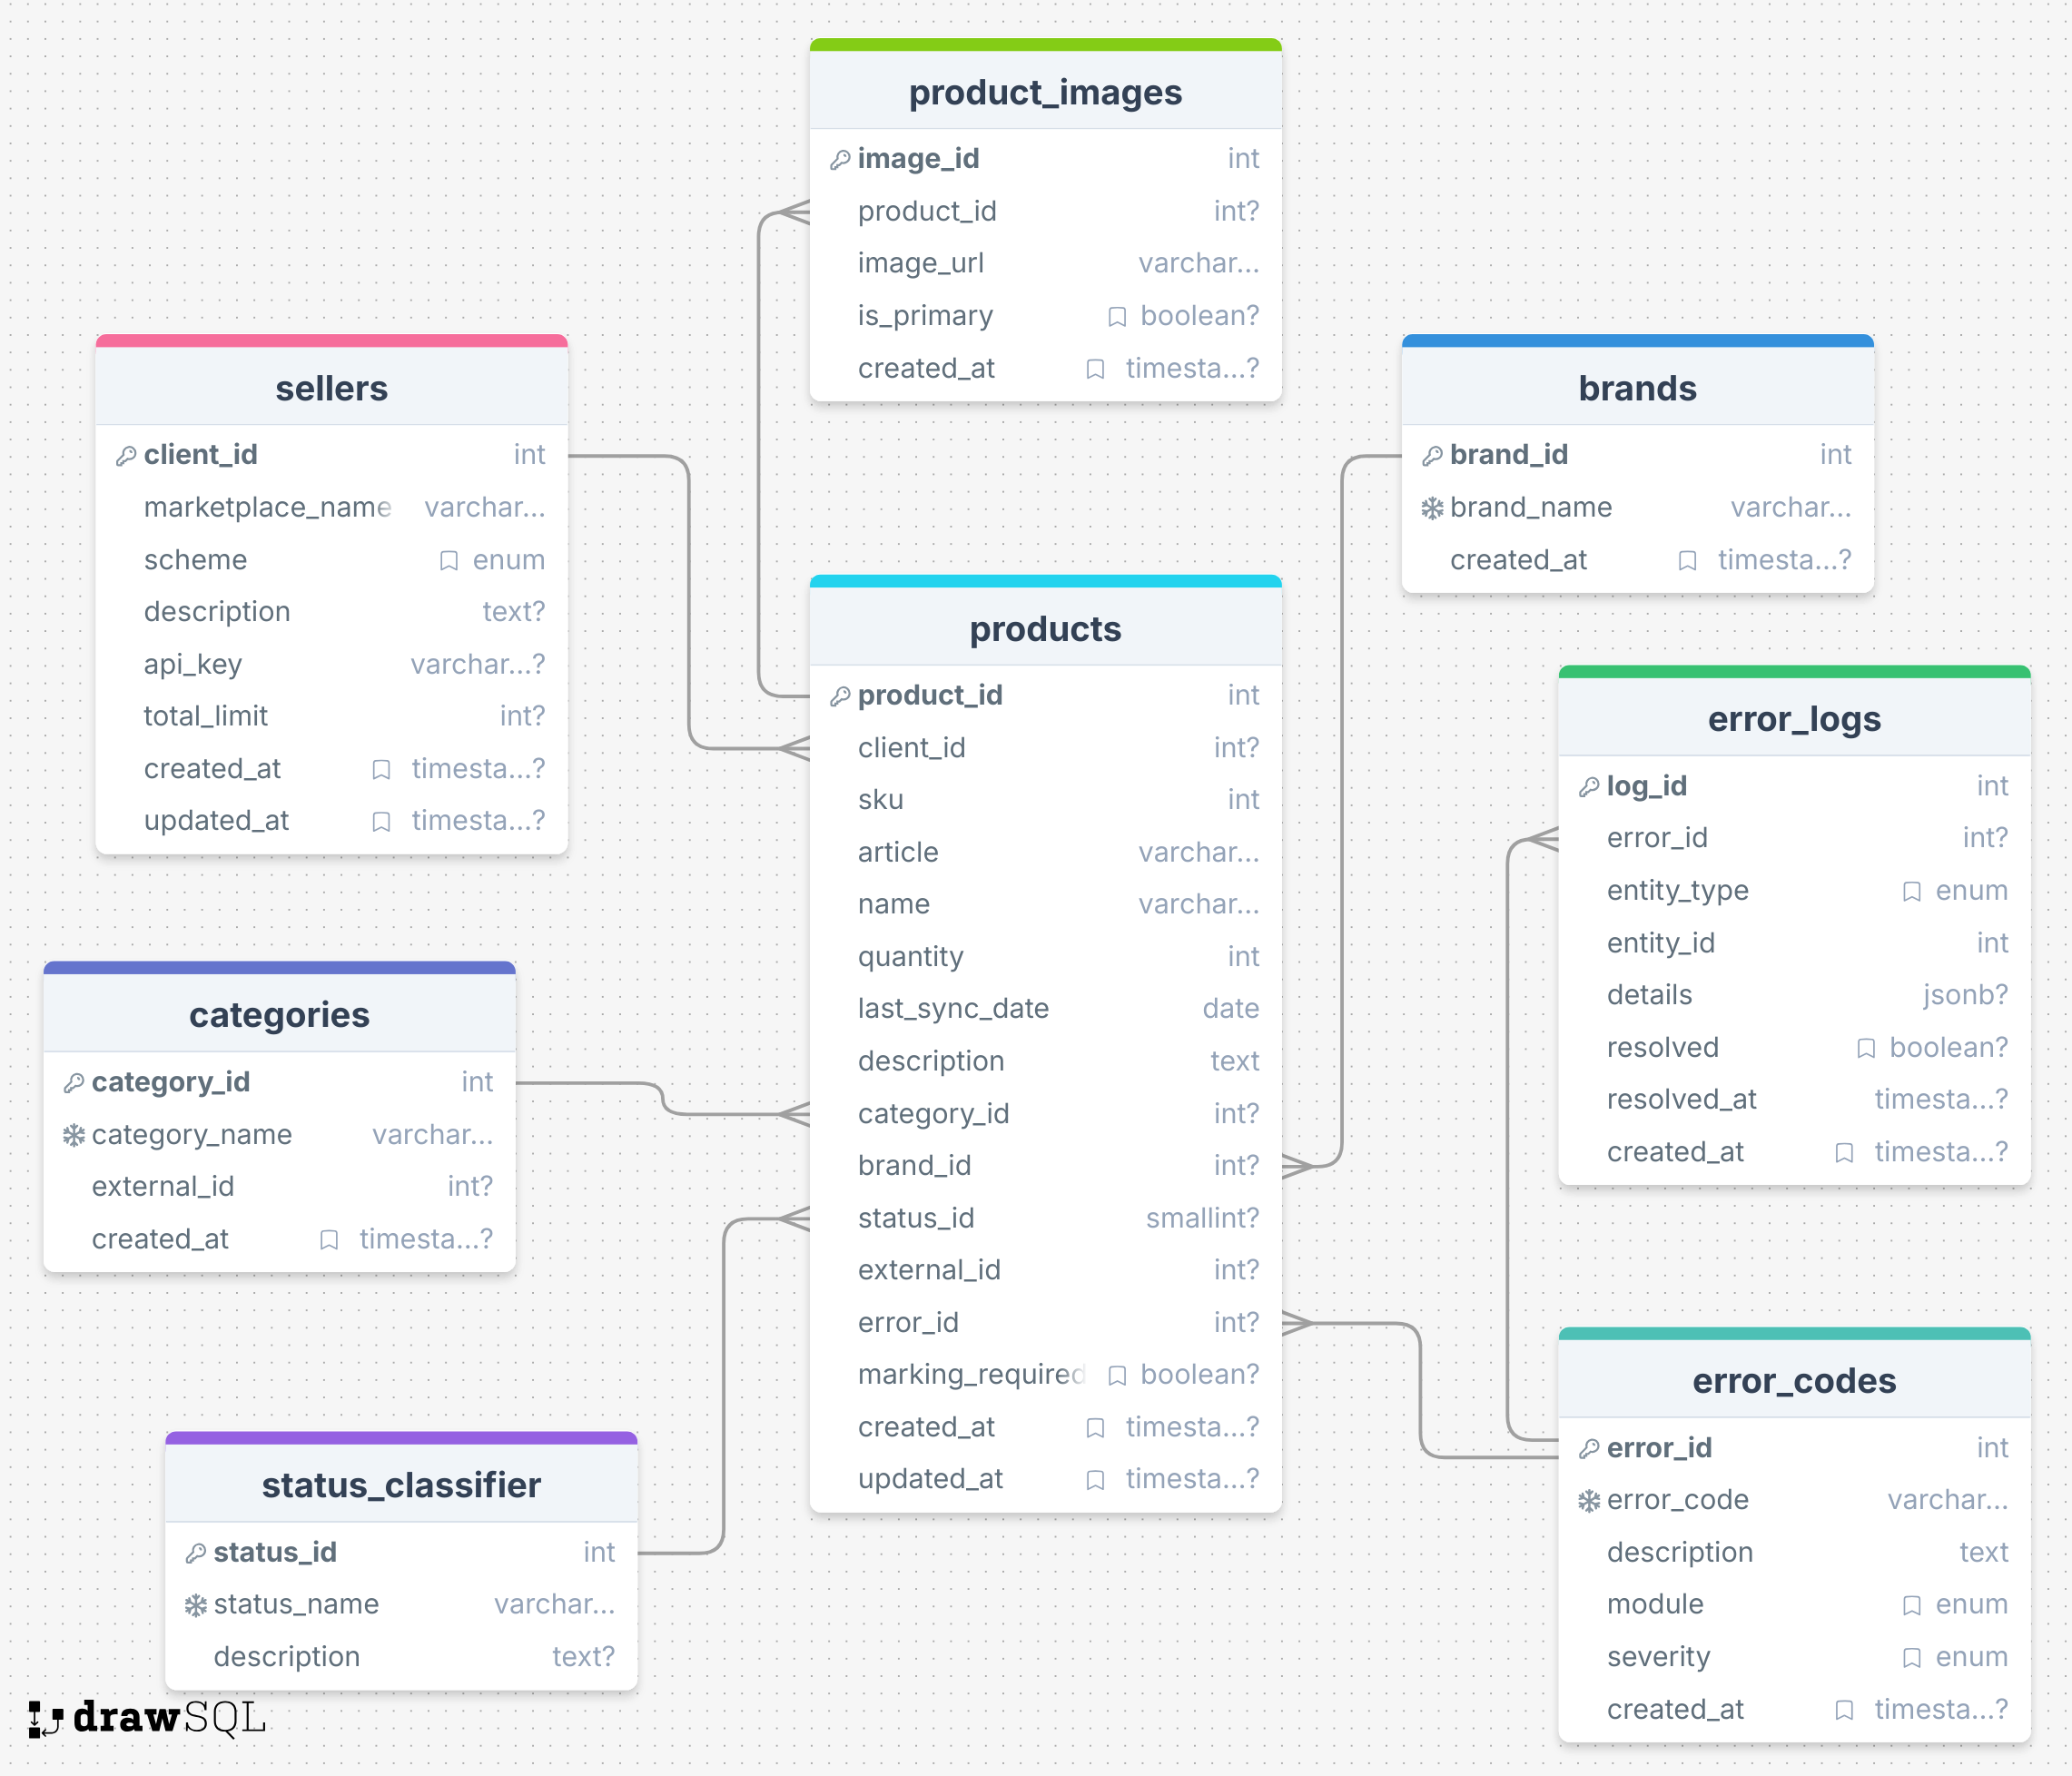 product_images
image_id int
product_id int?
image_url varchar...
is_primary boolean?
created_at timesta...?
sellers
client_id int
marketplace_name varchar...
scheme enum
description text?
api_key varchar...?
total_limit int?
created_at timesta...?
updated_at timesta...?
brands
brand_id int
brand_name varchar...
created_at timesta...?
products
product_id int
client_id int?
sku int
article varchar...
name varchar...
quantity int
last_sync_date date
description text
category_id int?
brand_id int?
status_id smallint?
external_id int?
error_id int?
marking_required boolean?
created_at timesta...?
updated_at timesta...?
error_logs
log_id int
error_id int?
entity_type enum
entity_id int
details jsonb?
resolved boolean?
resolved_at timesta...?
created_at timesta...?
categories
category_id int
category_name varchar...
external_id int?
created_at timesta...?
error_codes
error_id int
error_code varchar...
description text
module enum
severity enum
created_at timesta...?
status_classifier
status_id int
status_name varchar...
description text?
drawSQL